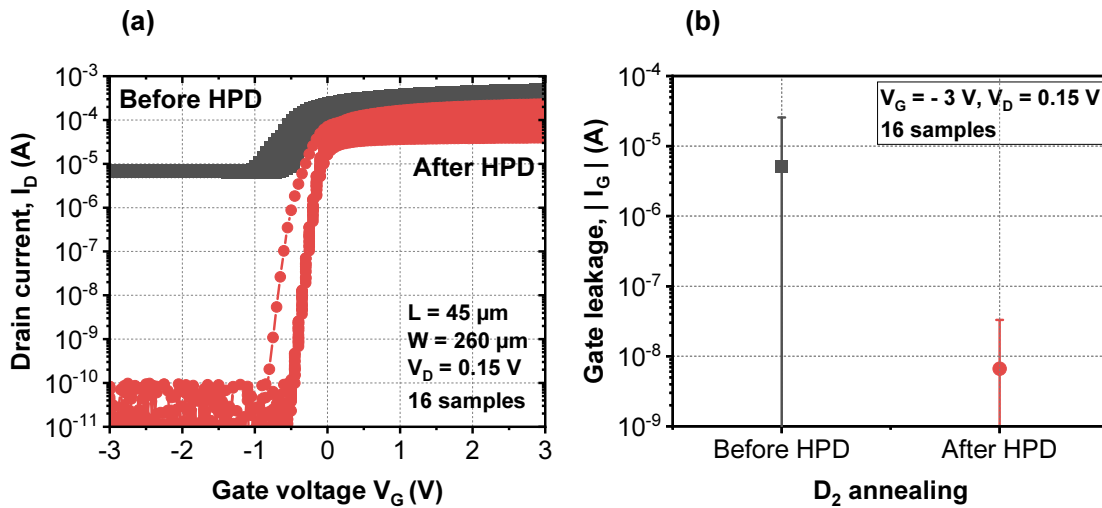 (a)
10⁻³
10⁻⁴
10⁻⁵
10⁻⁶
10⁻⁷
10⁻⁸
10⁻⁹
10⁻¹⁰
10⁻¹¹
Drain current, I_D (A)
Before HPD
After HPD
L = 45 µm
W = 260 µm
V_D = 0.15 V
16 samples
-3 -2 -1 0 1 2 3
Gate voltage V_G (V)
(b)
10⁻⁴
10⁻⁵
10⁻⁶
10⁻⁷
10⁻⁸
10⁻⁹
Gate leakage, | I_G | (A)
V_G = - 3 V, V_D = 0.15 V
16 samples
Before HPD After HPD
D₂ annealing